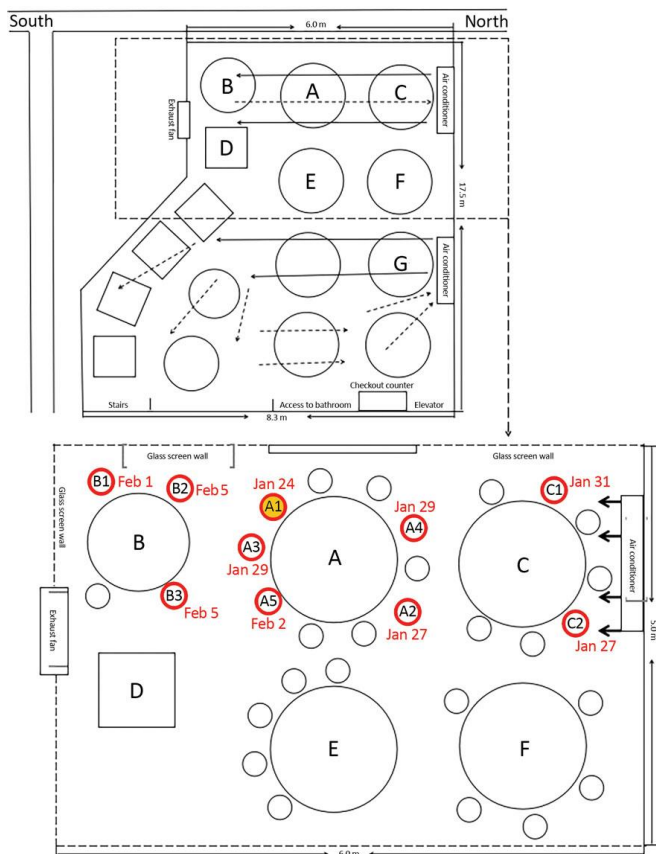 South
North
6.0 m
B
A
C
Air conditioner
Exhaust fan
D
E
F
17.5 m
G
Air conditioner
Checkout counter
Stairs
Access to bathroom
Elevator
8.3 m
Glass screen wall
Glass screen wall
Glass screen wall
B1 Feb 1
B2 Feb 5
Jan 24
A1
C1 Jan 31
Jan 29
A4
A3
Jan 29
B
A
C
Air conditioner
B3
Feb 5
A5
Feb 2
A2
Jan 27
C2
Jan 27
Exhaust fan
5.0 m
D
E
F
6.0 m